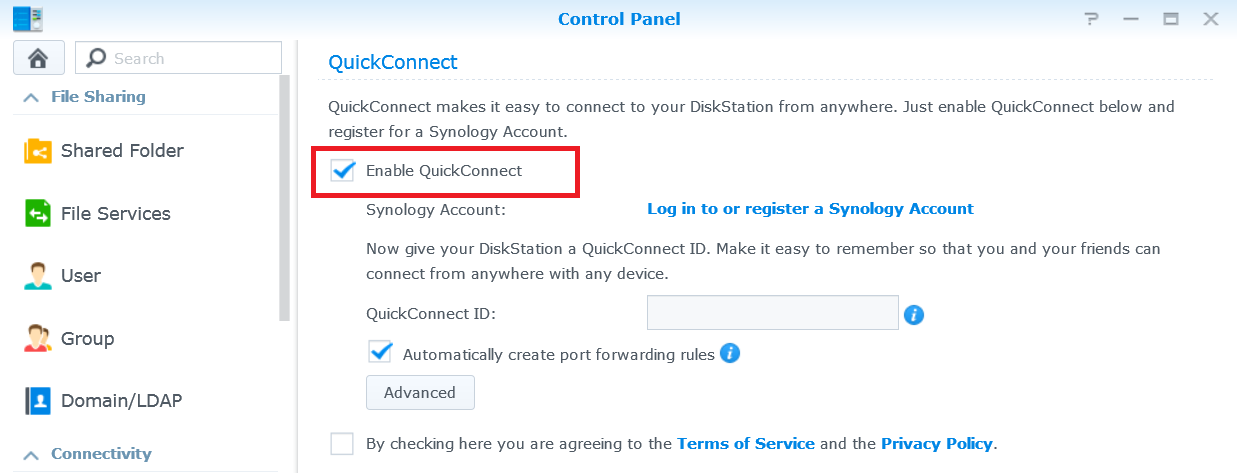 Control Panel
Search
File Sharing
Shared Folder
File Services
User
Group
Domain/LDAP
Connectivity
QuickConnect
QuickConnect makes it easy to connect to your DiskStation from anywhere. Just enable QuickConnect below and
register for a Synology Account.
Enable QuickConnect
Synology Account: Log in to or register a Synology Account
Now give your DiskStation a QuickConnect ID. Make it easy to remember so that you and your friends can
connect from anywhere with any device.
QuickConnect ID:
Automatically create port forwarding rules
Advanced
By checking here you are agreeing to the Terms of Service and the Privacy Policy.